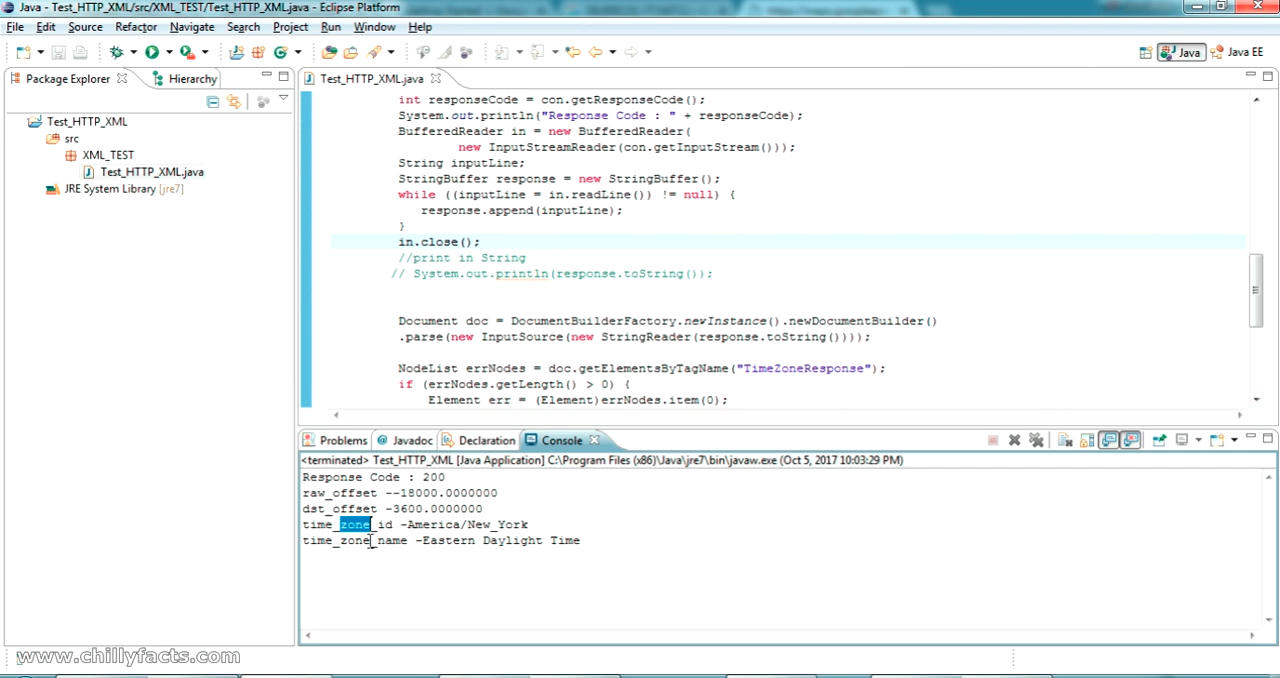 Java - Test_HTTP_XML/src/XML_TEST/Test_HTTP_XML.java - Eclipse Platform
File Edit Source Refactor Navigate Search Project Run Window Help
Java Java EE
Package Explorer Hierarchy
Test_HTTP_XML
src
XML_TEST
Test_HTTP_XML.java
JRE System Library [jre7]
Test_HTTP_XML.java
int responseCode = con.getResponseCode();
System.out.println("Response Code : " + responseCode);
BufferedReader in = new BufferedReader(
new InputStreamReader(con.getInputStream()));
String inputLine;
StringBuffer response = new StringBuffer();
while ((inputLine = in.readLine()) != null) {
response.append(inputLine);
}
in.close();
//print in String
// System.out.println(response.toString());
Document doc = DocumentBuilderFactory.newInstance().newDocumentBuilder()
.parse(new InputSource(new StringReader(response.toString())));
NodeList errNodes = doc.getElementsByTagName("TimeZoneResponse");
if (errNodes.getLength() > 0) {
Element err = (Element)errNodes.item(0);
Problems @ Javadoc Declaration Console
<terminated> Test_HTTP_XML [Java Application] C:\Program Files (x86)\Java\jre7\bin\javaw.exe (Oct 5, 2017 10:03:29 PM)
Response Code : 200
raw_offset --18000.0000000
dst_offset -3600.0000000
time_zone_id -America/New_York
time_zone_name -Eastern Daylight Time
www.chillyfacts.com